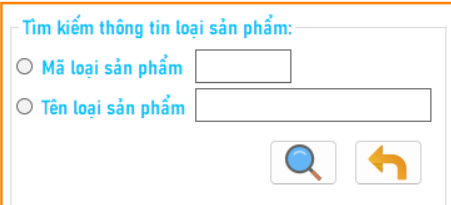 Tìm kiếm thông tin loại sản phẩm:
Mã loại sản phẩm
Tên loại sản phẩm